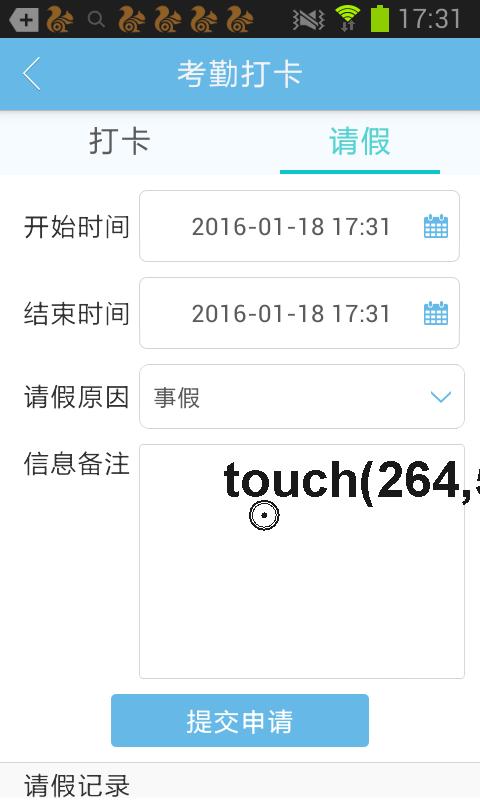 17:31
考勤打卡
打卡
请假
开始时间 2016-01-18 17:31
结束时间 2016-01-18 17:31
请假原因 事假
信息备注
touch(264,5
提交申请
请假记录